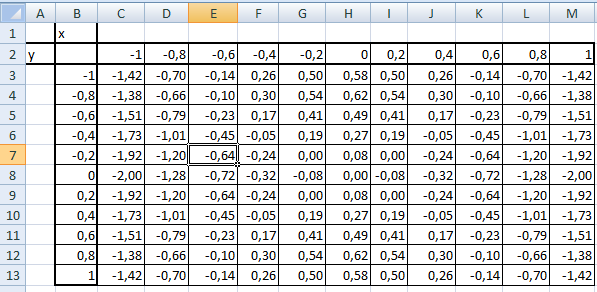 A B C D E F G H I J K L M
1 x
2 y -1 -0,8 -0,6 -0,4 -0,2 0 0,2 0,4 0,6 0,8 1
3 -1 -1,42 -0,70 -0,14 0,26 0,50 0,58 0,50 0,26 -0,14 -0,70 -1,42
4 -0,8 -1,38 -0,66 -0,10 0,30 0,54 0,62 0,54 0,30 -0,10 -0,66 -1,38
5 -0,6 -1,51 -0,79 -0,23 0,17 0,41 0,49 0,41 0,17 -0,23 -0,79 -1,51
6 -0,4 -1,73 -1,01 -0,45 -0,05 0,19 0,27 0,19 -0,05 -0,45 -1,01 -1,73
7 -0,2 -1,92 -1,20 -0,64 -0,24 0,00 0,08 0,00 -0,24 -0,64 -1,20 -1,92
8 0 -2,00 -1,28 -0,72 -0,32 -0,08 0,00 -0,08 -0,32 -0,72 -1,28 -2,00
9 0,2 -1,92 -1,20 -0,64 -0,24 0,00 0,08 0,00 -0,24 -0,64 -1,20 -1,92
10 0,4 -1,73 -1,01 -0,45 -0,05 0,19 0,27 0,19 -0,05 -0,45 -1,01 -1,73
11 0,6 -1,51 -0,79 -0,23 0,17 0,41 0,49 0,41 0,17 -0,23 -0,79 -1,51
12 0,8 -1,38 -0,66 -0,10 0,30 0,54 0,62 0,54 0,30 -0,10 -0,66 -1,38
13 1 -1,42 -0,70 -0,14 0,26 0,50 0,58 0,50 0,26 -0,14 -0,70 -1,42